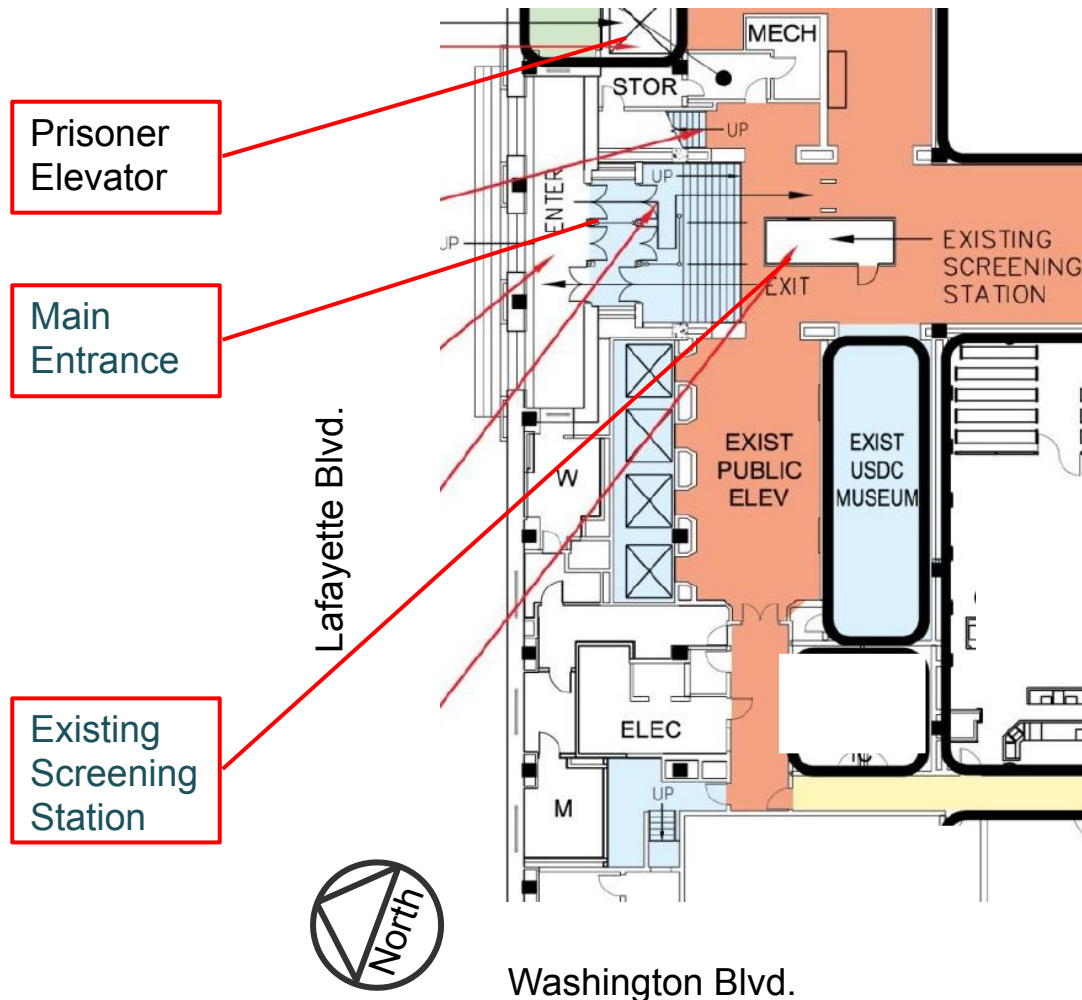 Prisoner
Elevator
Main
Entrance
Existing
Screening
Station
Lafayette Blvd.
North
Washington Blvd.
MECH
STOR
UP
UP
ENTER
UP
EXIT
EXISTING
SCREENING
STATION
W
EXIST
PUBLIC
ELEV
EXIST
USDC
MUSEUM
ELEC
M
UP